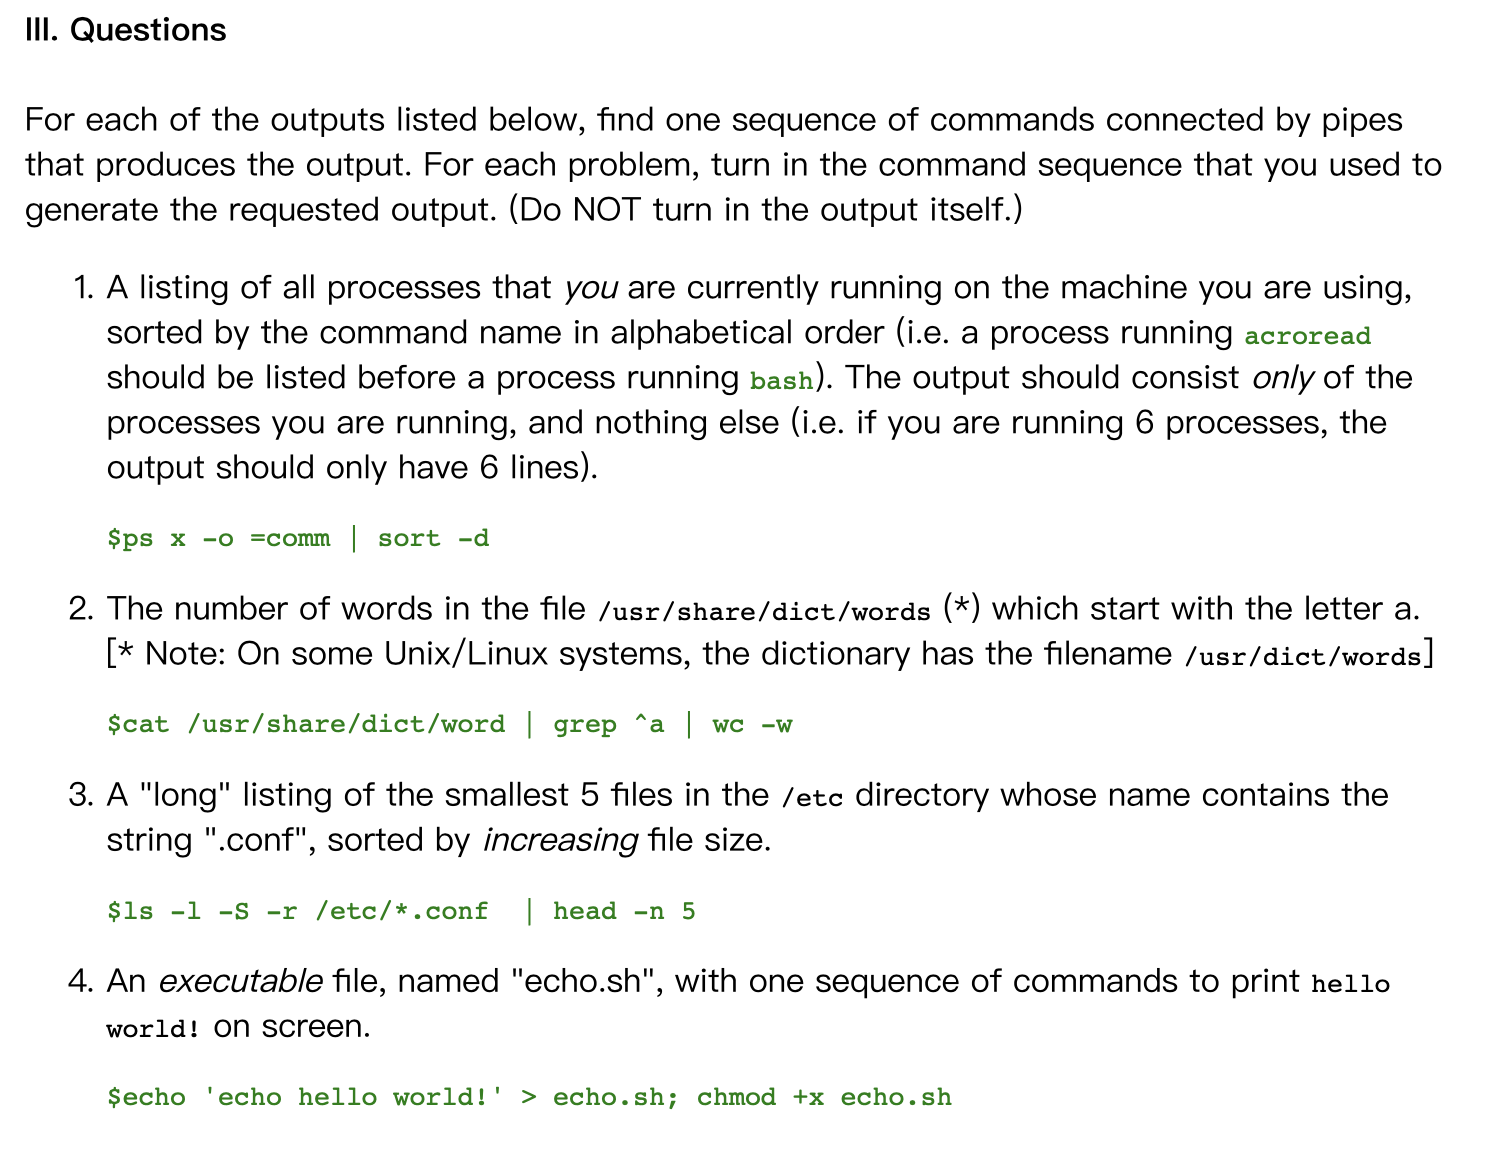 III. Questions
For each of the outputs listed below, find one sequence of commands connected by pipes
that produces the output. For each problem, turn in the command sequence that you used to
generate the requested output. (Do NOT turn in the output itself.)
1. A listing of all processes that you are currently running on the machine you are using,
sorted by the command name in alphabetical order (i.e. a process running acroread
should be listed before a process running bash). The output should consist only of the
processes you are running, and nothing else (i.e. if you are running 6 processes, the
output should only have 6 lines).
$ps x -o =comm | sort -d
2. The number of words in the file /usr/share/dict/words (*) which start with the letter a.
[* Note: On some Unix/Linux systems, the dictionary has the filename /usr/dict/words]
$cat /usr/share/dict/word | grep ^a | wc -w
3. A "long" listing of the smallest 5 files in the /etc directory whose name contains the
string ".conf", sorted by increasing file size.
$ls -l -S -r /etc/*.conf  | head -n 5
4. An executable file, named "echo.sh", with one sequence of commands to print hello
world! on screen.
$echo 'echo hello world!' > echo.sh; chmod +x echo.sh